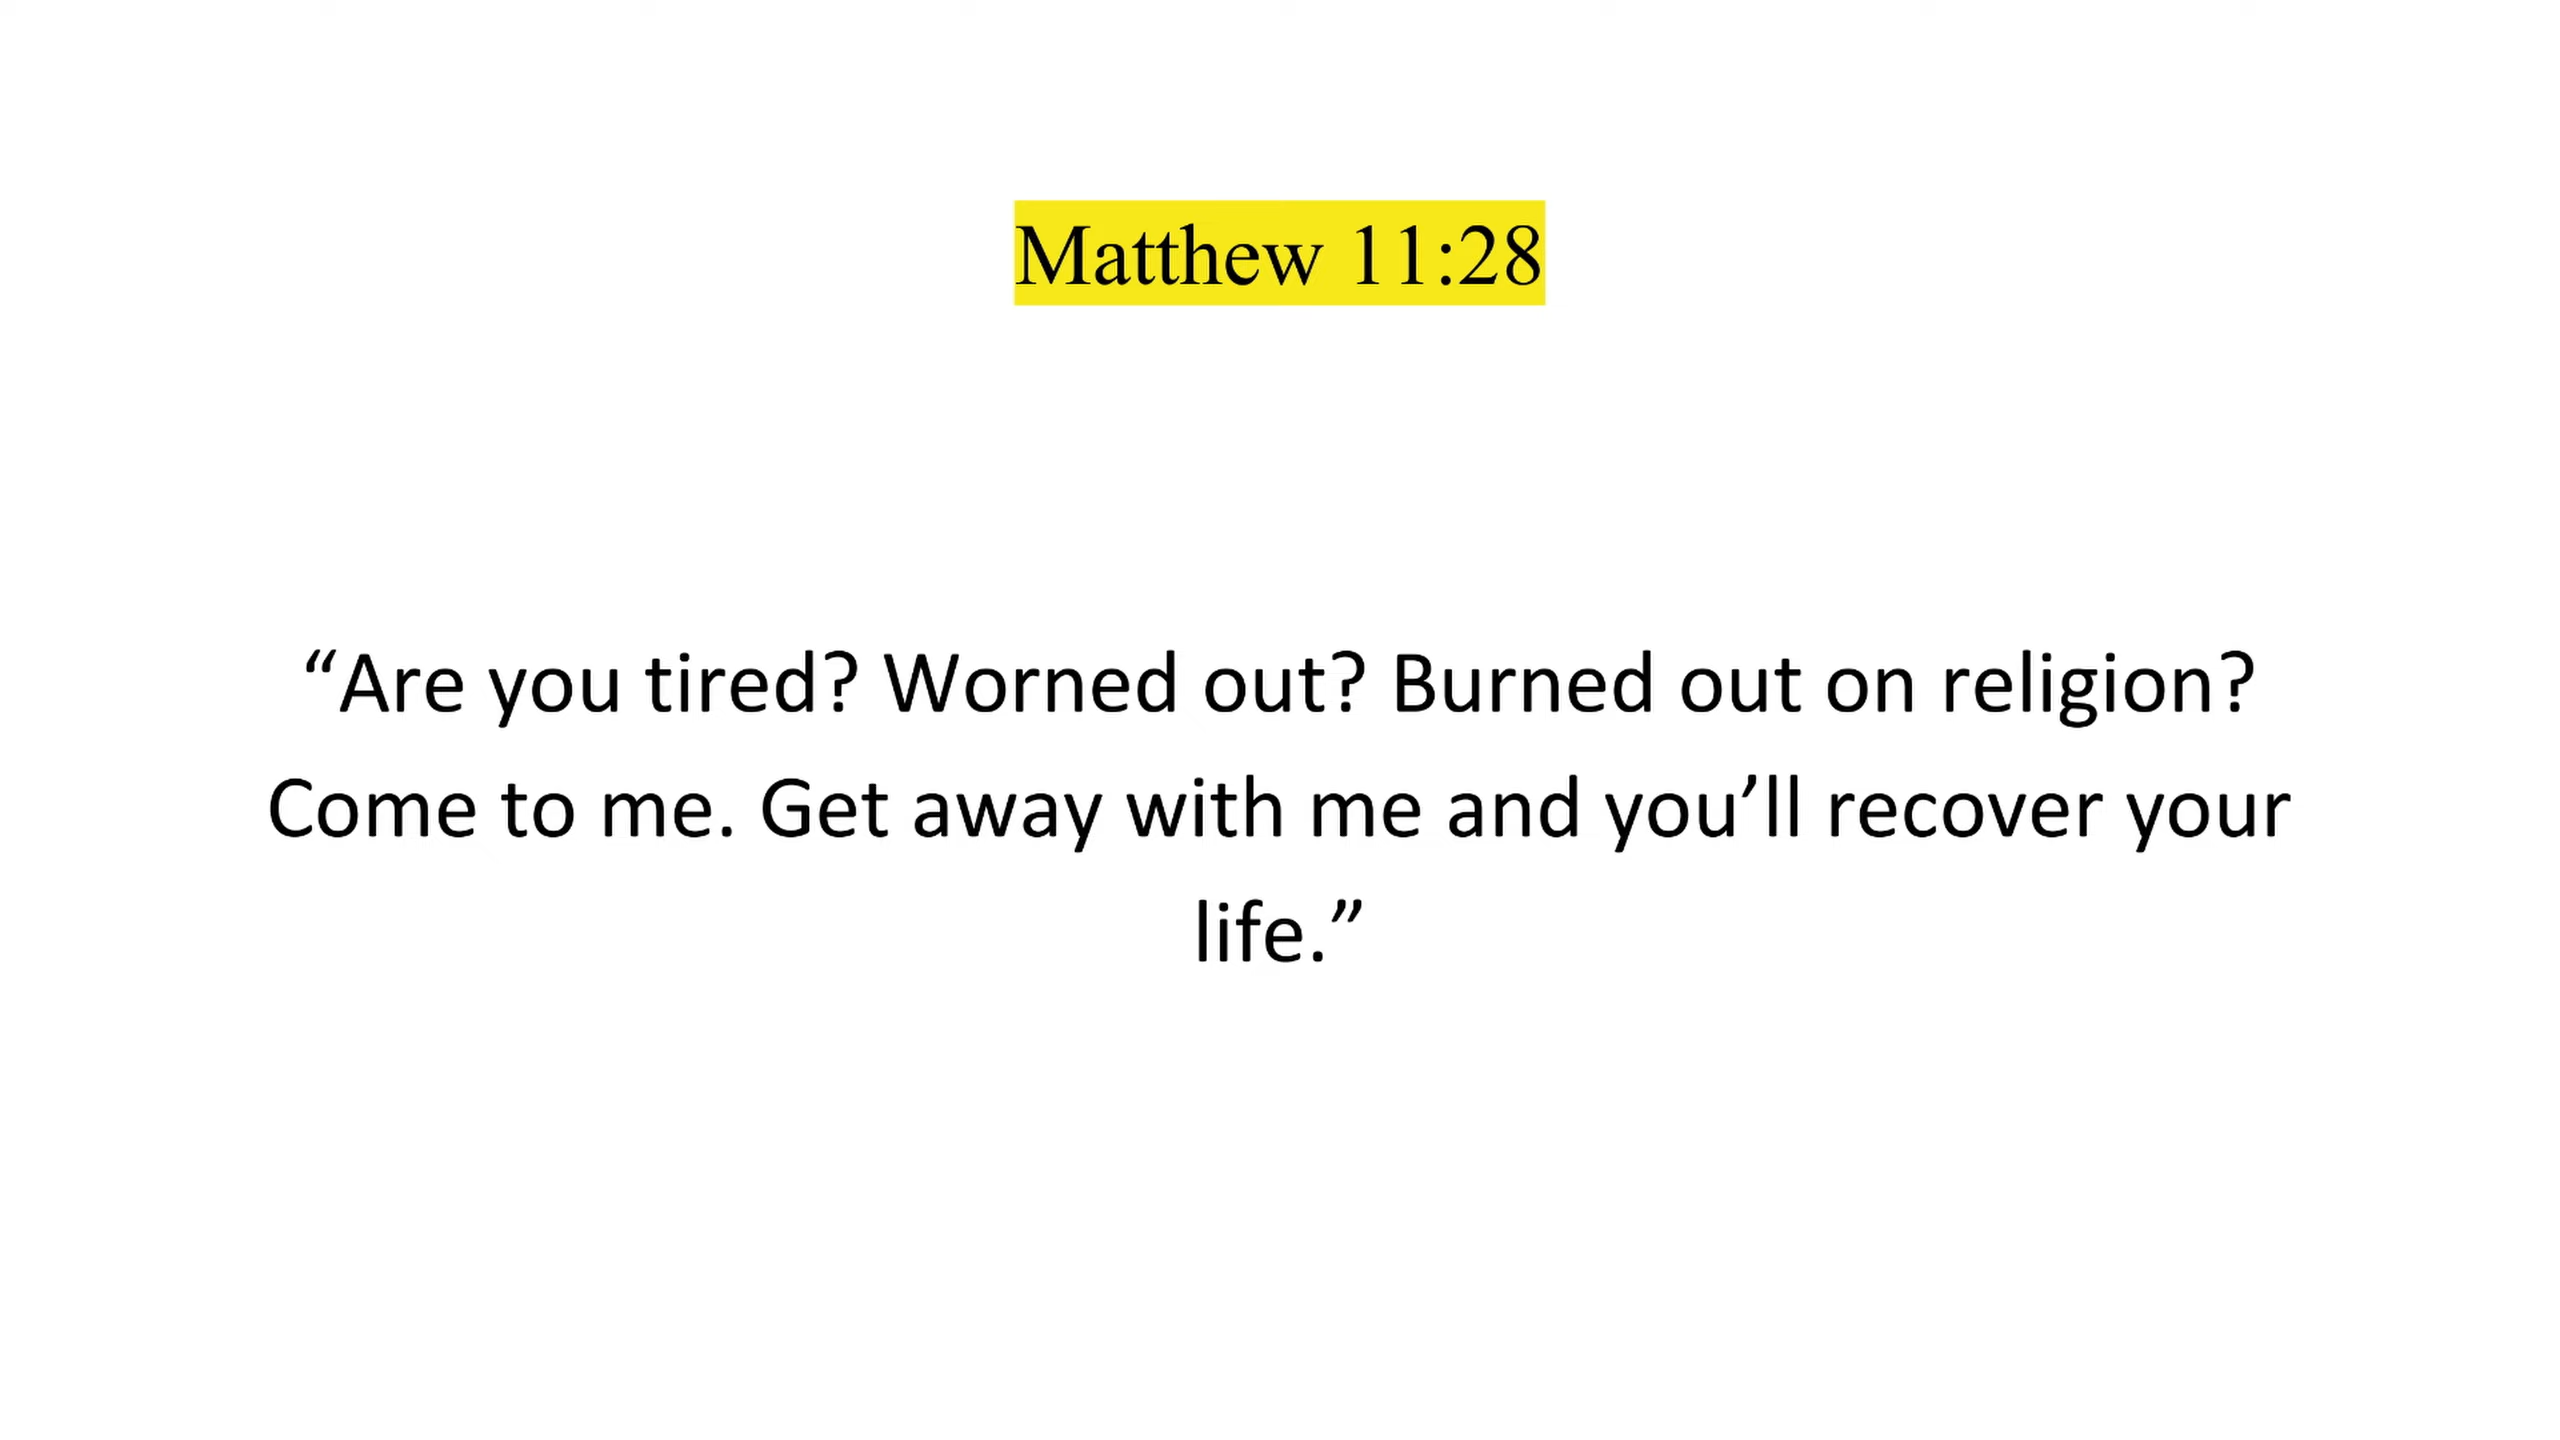 Matthew 11:28
“Are you tired? Worned out? Burned out on religion?
Come to me. Get away with me and you’ll recover your
life.”